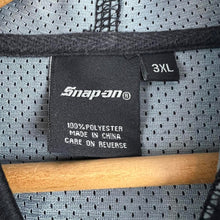 3XL
Snap-on®
100% POLYESTER
MADE IN CHINA
CARE ON REVERSE